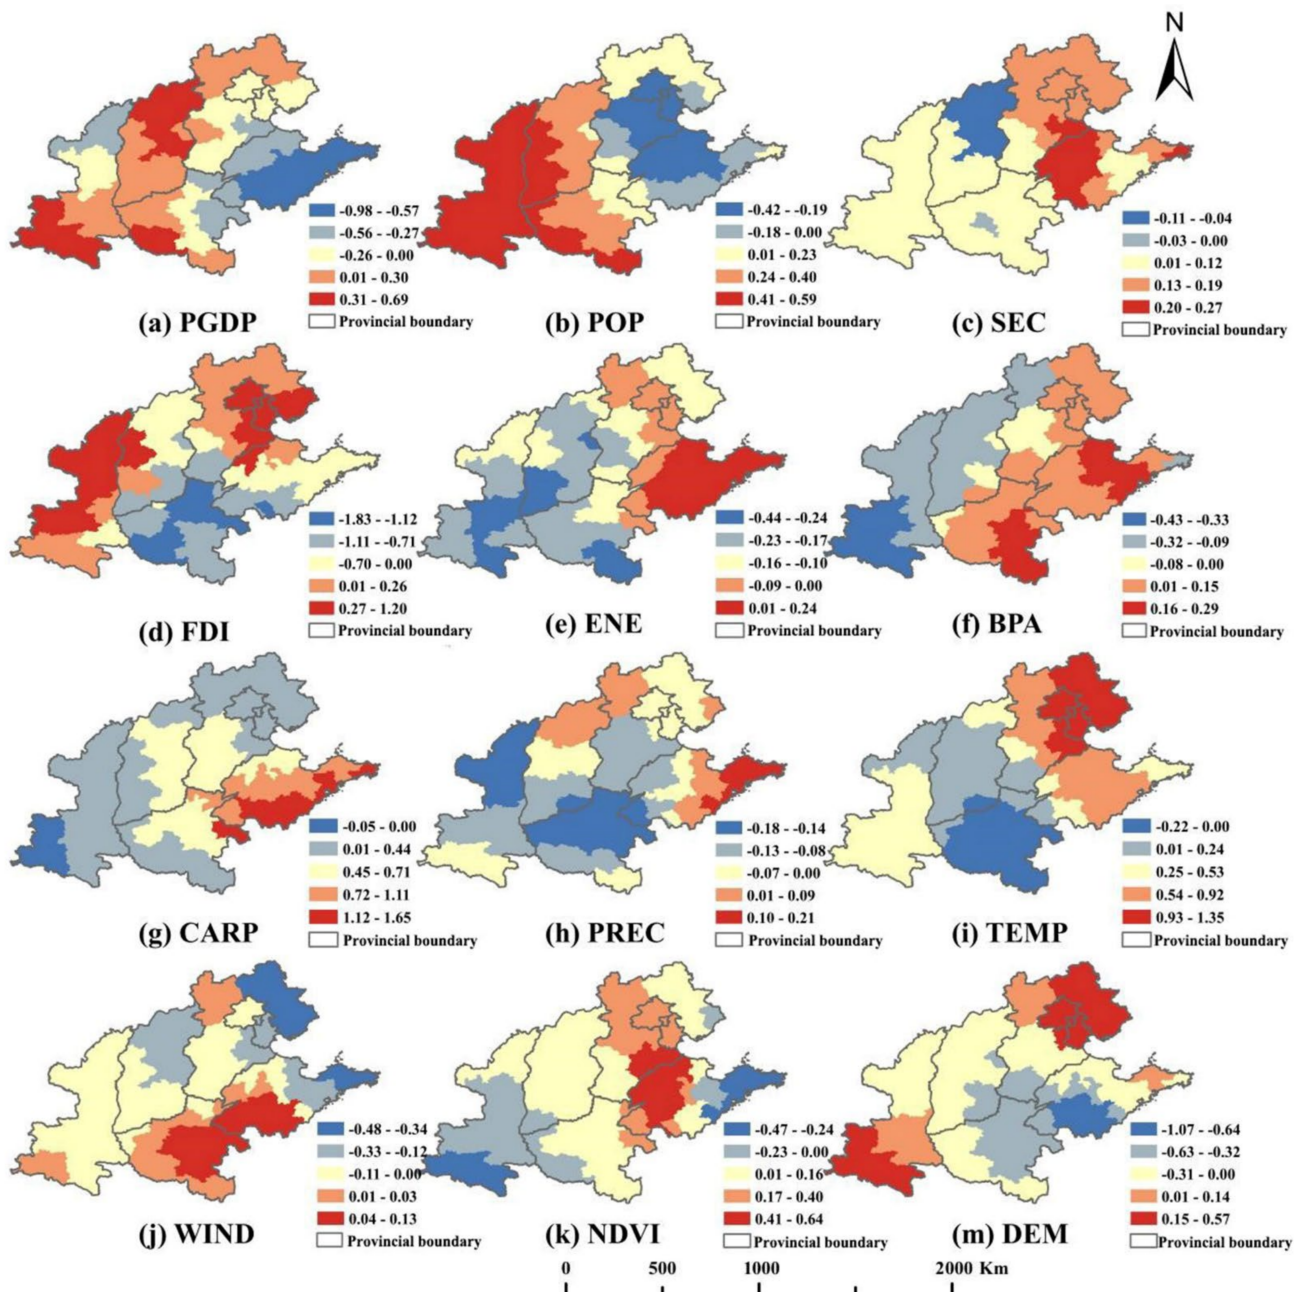 N
-0.98 - -0.57
-0.56 - -0.27
-0.26 - 0.00
0.01 - 0.30
0.31 - 0.69
Provincial boundary
(a) PGDP
-0.42 - -0.19
-0.18 - 0.00
0.01 - 0.23
0.24 - 0.40
0.41 - 0.59
Provincial boundary
(b) POP
-0.11 - -0.04
-0.03 - 0.00
0.01 - 0.12
0.13 - 0.19
0.20 - 0.27
Provincial boundary
(c) SEC
-1.83 - -1.12
-1.11 - -0.71
-0.70 - 0.00
0.01 - 0.26
0.27 - 1.20
Provincial boundary
(d) FDI
-0.44 - -0.24
-0.23 - -0.17
-0.16 - -0.10
-0.09 - 0.00
0.01 - 0.24
Provincial boundary
(e) ENE
-0.43 - -0.33
-0.32 - -0.09
-0.08 - 0.00
0.01 - 0.15
0.16 - 0.29
Provincial boundary
(f) BPA
-0.05 - 0.00
0.01 - 0.44
0.45 - 0.71
0.72 - 1.11
1.12 - 1.65
Provincial boundary
(g) CARP
-0.18 - -0.14
-0.13 - -0.08
-0.07 - 0.00
0.01 - 0.09
0.10 - 0.21
Provincial boundary
(h) PREC
-0.22 - 0.00
0.01 - 0.24
0.25 - 0.53
0.54 - 0.92
0.93 - 1.35
Provincial boundary
(i) TEMP
-0.48 - -0.34
-0.33 - -0.12
-0.11 - 0.00
0.01 - 0.03
0.04 - 0.13
Provincial boundary
(j) WIND
-0.47 - -0.24
-0.23 - 0.00
0.01 - 0.16
0.17 - 0.40
0.41 - 0.64
Provincial boundary
(k) NDVI
-1.07 - -0.64
-0.63 - -0.32
-0.31 - 0.00
0.01 - 0.14
0.15 - 0.57
Provincial boundary
(m) DEM
0 500 1000 2000 Km